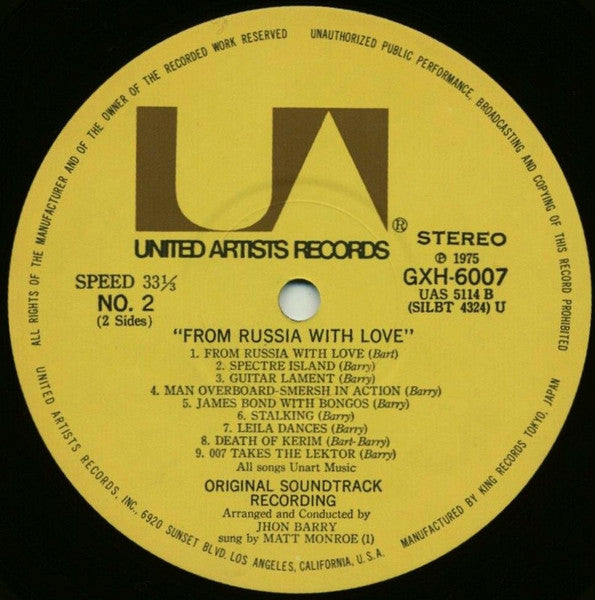 ALL RIGHTS OF THE MANUFACTURER AND OF THE OWNER OF THE RECORDED WORK RESERVED
UNAUTHORIZED PUBLIC PERFORMANCE, BROADCASTING AND COPYING OF THIS RECORD PROHIBITED
UA
®
UNITED ARTISTS RECORDS
STEREO
℗ 1975
SPEED 33⅓
GXH-6007
NO. 2
UAS 5114 B
(2 Sides)
(SILBT 4324) U
"FROM RUSSIA WITH LOVE"
1. FROM RUSSIA WITH LOVE (Bart)
2. SPECTRE ISLAND (Barry)
3. GUITAR LAMENT (Barry)
4. MAN OVERBOARD-SMERSH IN ACTION (Barry)
5. JAMES BOND WITH BONGOS (Barry)
6. STALKING (Barry)
7. LEILA DANCES (Barry)
8. DEATH OF KERIM (Bart-Barry)
9. 007 TAKES THE LEKTOR (Barry)
All songs Unart Music
ORIGINAL SOUNDTRACK
RECORDING
Arranged and Conducted by
JHON BARRY
sung by MATT MONROE (1)
UNITED ARTISTS RECORDS, INC., 6920 SUNSET BLVD. LOS ANGELES, CALIFORNIA, U.S.A.
MANUFACTURED BY KING RECORDS TOKYO, JAPAN